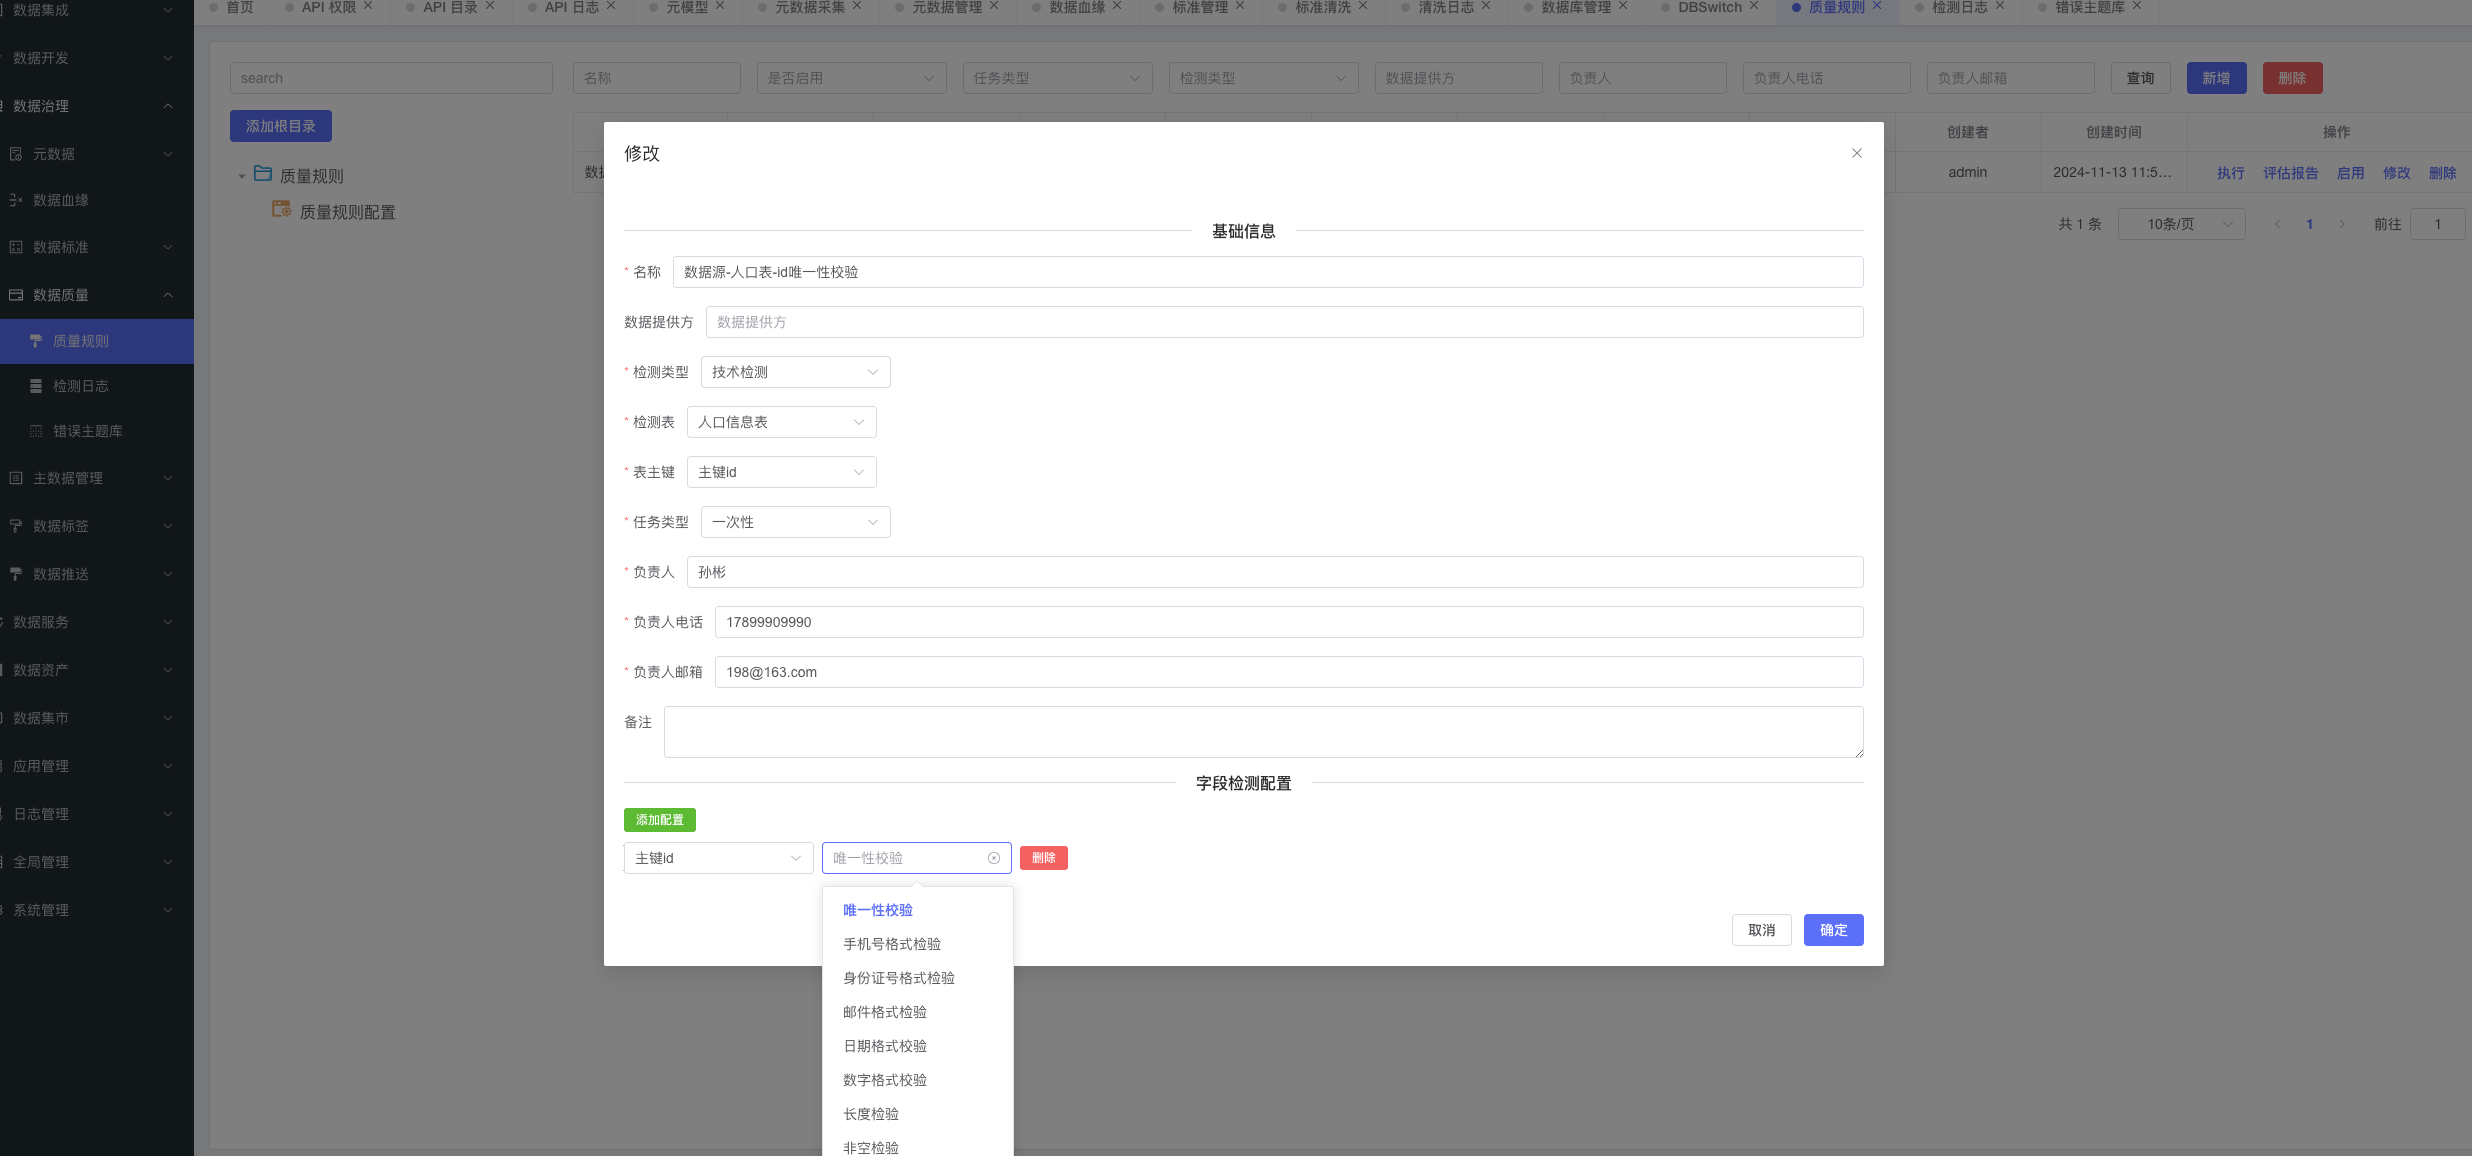 首页 API 权限 API 目录 API 日志 元模型 元数据采集 元数据管理 数据血缘 标准管理 标准清洗 清洗日志 数据库管理 DBSwitch 质量规则 检测日志 错误主题库
数据集成
数据开发
数据治理
元数据
数据血缘
数据标准
数据质量
质量规则
检测日志
错误主题库
主数据管理
数据标签
数据推送
数据服务
数据资产
数据集市
应用管理
日志管理
全局管理
系统管理
search
添加根目录
质量规则
质量规则配置
名称 是否启用 任务类型 检测类型 数据提供方 负责人 负责人电话 负责人邮箱 查询 新增 删除
创建者 创建时间 操作
admin 2024-11-13 11:5... 执行 评估报告 启用 修改 删除
共 1 条 10条/页 1 前往 1
修改
基础信息
* 名称 数据源-人口表-id唯一性校验
数据提供方 数据提供方
* 检测类型 技术检测
* 检测表 人口信息表
* 表主键 主键id
* 任务类型 一次性
* 负责人 孙彬
* 负责人电话 17899909990
* 负责人邮箱 198@163.com
备注
字段检测配置
添加配置
主键id 唯一性校验 删除
唯一性校验
手机号格式检验
身份证号格式检验
邮件格式检验
日期格式校验
数字格式校验
长度检验
非空检验
取消 确定